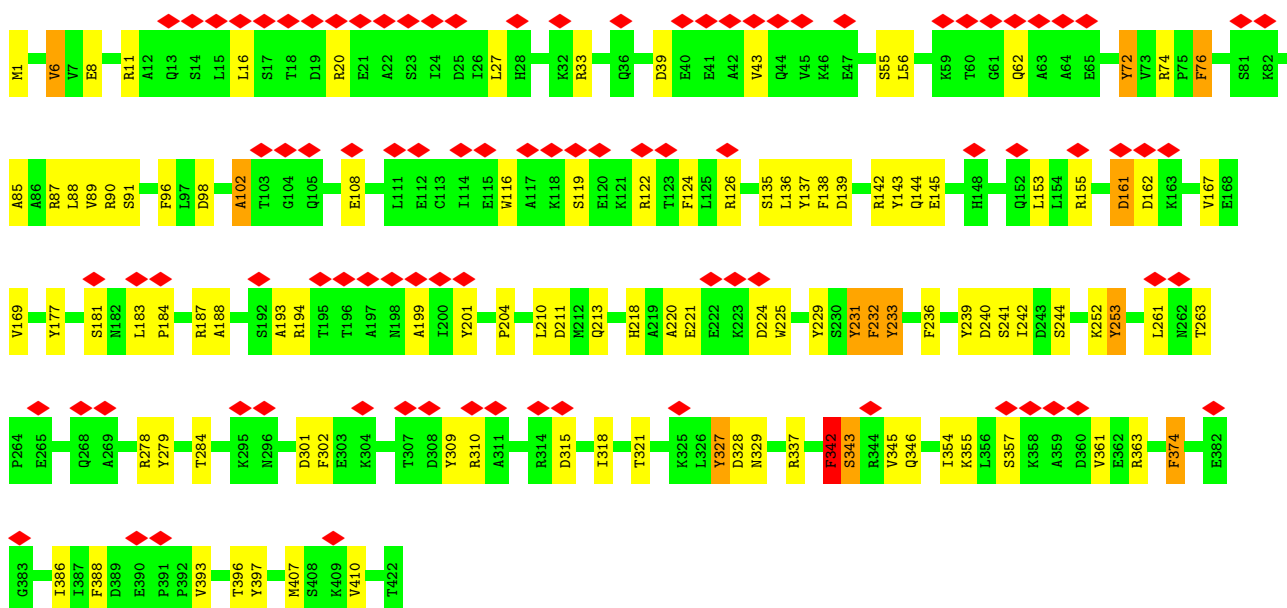 M1 V6 V7 E8 R11 A12 Q13 S14 L15 L16 S17 T18 D19 R20 E21 A22 S23 I24 D25 I26 L27 H28 K32 R33 Q36 D39 E40 E41 A42 V43 Q44 V45 K46 E47 S55 L56 K59 T60 G61 Q62 A63 A64 E65 Y72 V73 R74 P75 F76 S81 K82
A85 A86 R87 L88 V89 R90 S91 F96 L97 D98 A102 T103 G104 Q105 E108 L111 E112 C113 I114 E115 W116 A117 K118 S119 E120 K121 R122 T123 F124 L125 R126 S135 L136 Y137 F138 D139 R142 Y143 Q144 E145 H148 Q152 L153 L154 R155 D161 D162 K163 V167 E168
V169 Y177 S181 N182 L183 P184 R187 A188 S192 A193 R194 T195 T196 A197 N198 A199 I200 Y201 P204 L210 D211 M212 Q213 H218 A219 A220 E221 E222 K223 D224 W225 Y229 S230 Y231 F232 Y233 F236 Y239 D240 S241 I242 D243 S244 K252 Y253 L261 N262 T263
P264 E265 Q268 A269 R278 Y279 T284 K295 N296 D301 F302 E303 K304 T307 D308 Y309 R310 A311 R314 D315 I318 T321 K325 L326 Y327 D328 N329 R337 F342 S343 R344 V345 Q346 I354 K355 L356 S357 K358 A359 D360 V361 E362 R363 F374 E382
G383 I386 I387 F388 D389 E390 P391 P392 V393 T396 Y397 M407 S408 K409 V410 T422